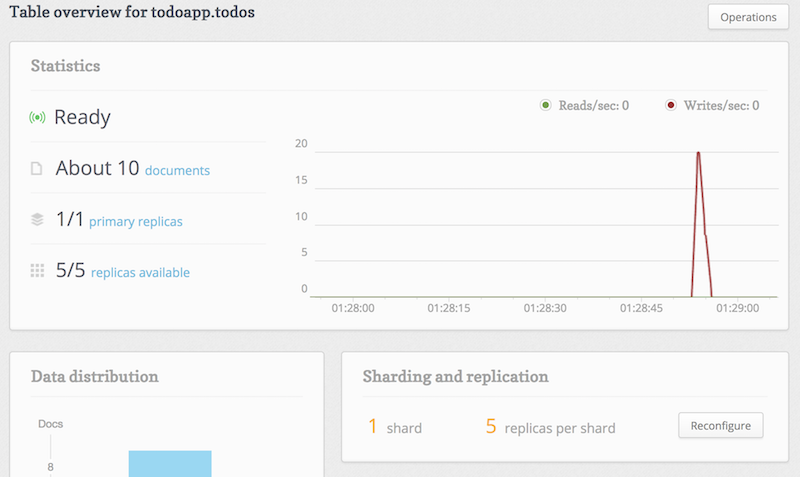 Table overview for todoapp.todos
Operations
Statistics
Ready
About 10 documents
1/1 primary replicas
5/5 replicas available
Reads/sec: 0
Writes/sec: 0
20
15
10
5
0
01:28:00
01:28:15
01:28:30
01:28:45
01:29:00
Data distribution
Docs
8
Sharding and replication
1 shard
5 replicas per shard
Reconfigure